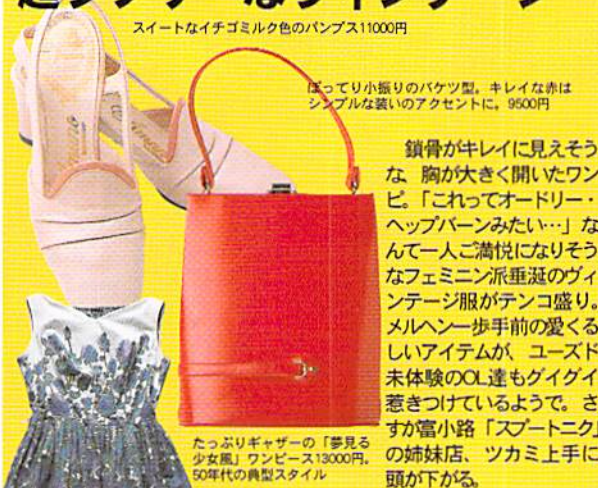 スイートなイチゴミルク色のパンプス11000円
ぽってり小振りのバケツ型。キレイな赤は
シンプルな装いのアクセントに。9500円
鎖骨がキレイに見えそう
な、胸が大きく開いたワン
ピ。「これってオードリー・
ヘップバーンみたい…」な
んて一人ご満悦になりそう
なフェミニン派垂涎のヴィ
ンテージ服がテンコ盛り。
メルヘン一歩手前の愛くる
しいアイテムが、ユーズド
未体験のOL達もグイグイ
惹きつけているようで。さ
すが富小路「スプートニク」
の姉妹店、ツカミ上手に
頭が下がる。
たっぷりギャザーの「夢見る
少女風」ワンピース13000円。
50年代の典型スタイル